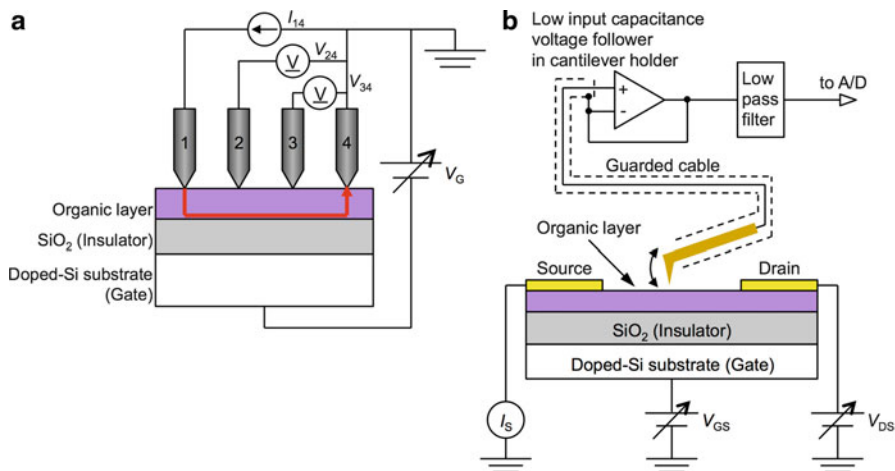 a
I14
V24
V
V34
V
1 2 3 4
VG
Organic layer
SiO2 (Insulator)
Doped-Si substrate
(Gate)
b
Low input capacitance
voltage follower
in cantilever holder
+
-
Low
pass
filter
to A/D
Guarded cable
Organic layer
Source
Drain
SiO2 (Insulator)
Doped-Si substrate (Gate)
IS
VGS
VDS